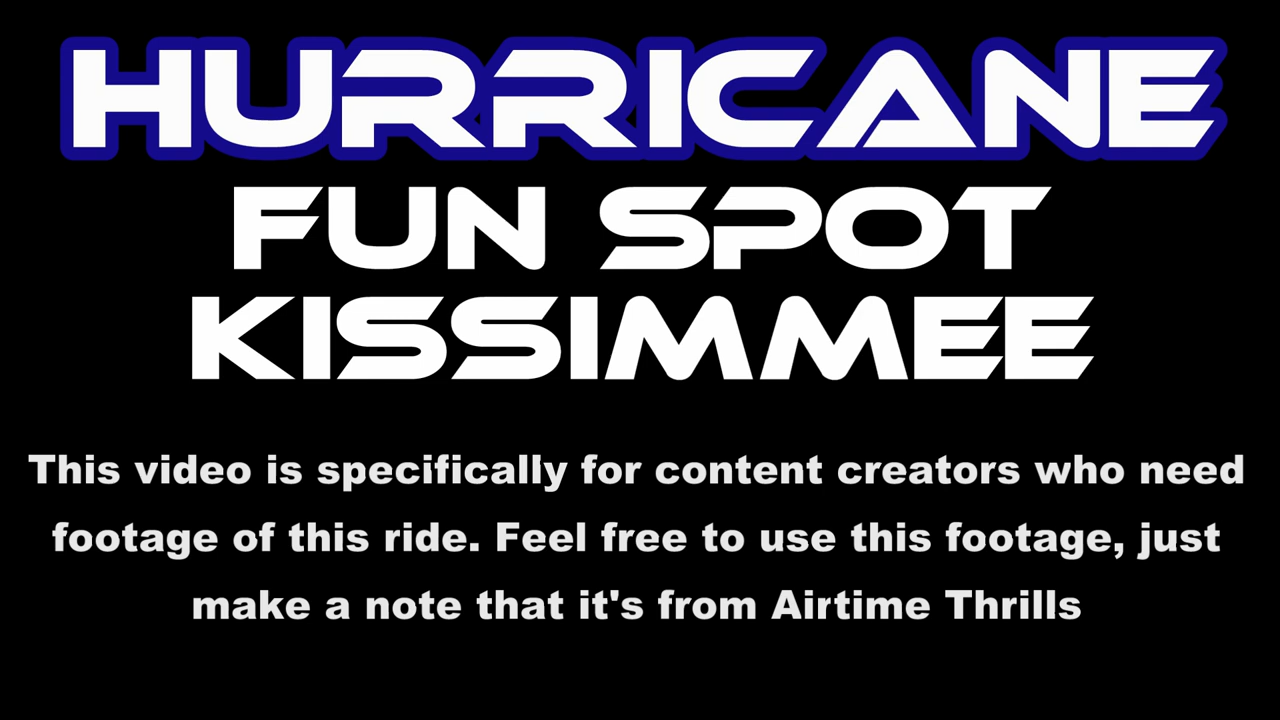 HURRICANE
FUN SPOT
KISSIMMEE
This video is specifically for content creators who need
footage of this ride. Feel free to use this footage, just
make a note that it's from Airtime Thrills